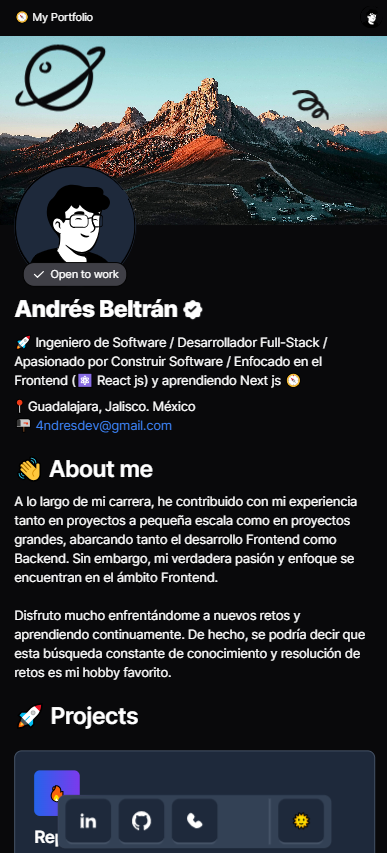 My Portfolio
Open to work
Andrés Beltrán
Ingeniero de Software / Desarrollador Full-Stack /
Apasionado por Construir Software / Enfocado en el
Frontend ( React js) y aprendiendo Next js
Guadalajara, Jalisco. México
4ndresdev@gmail.com
About me
A lo largo de mi carrera, he contribuido con mi experiencia
tanto en proyectos a pequeña escala como en proyectos
grandes, abarcando tanto el desarollo Frontend como
Backend. Sin embargo, mi verdadera pasión y enfoque se
encuentran en el ámbito Frontend.
Disfruto mucho enfrentándome a nuevos retos y
aprendiendo continuamente. De hecho, se podría decir que
esta búsqueda constante de conocimiento y resolución de
retos es mi hobby favorito.
Projects
in